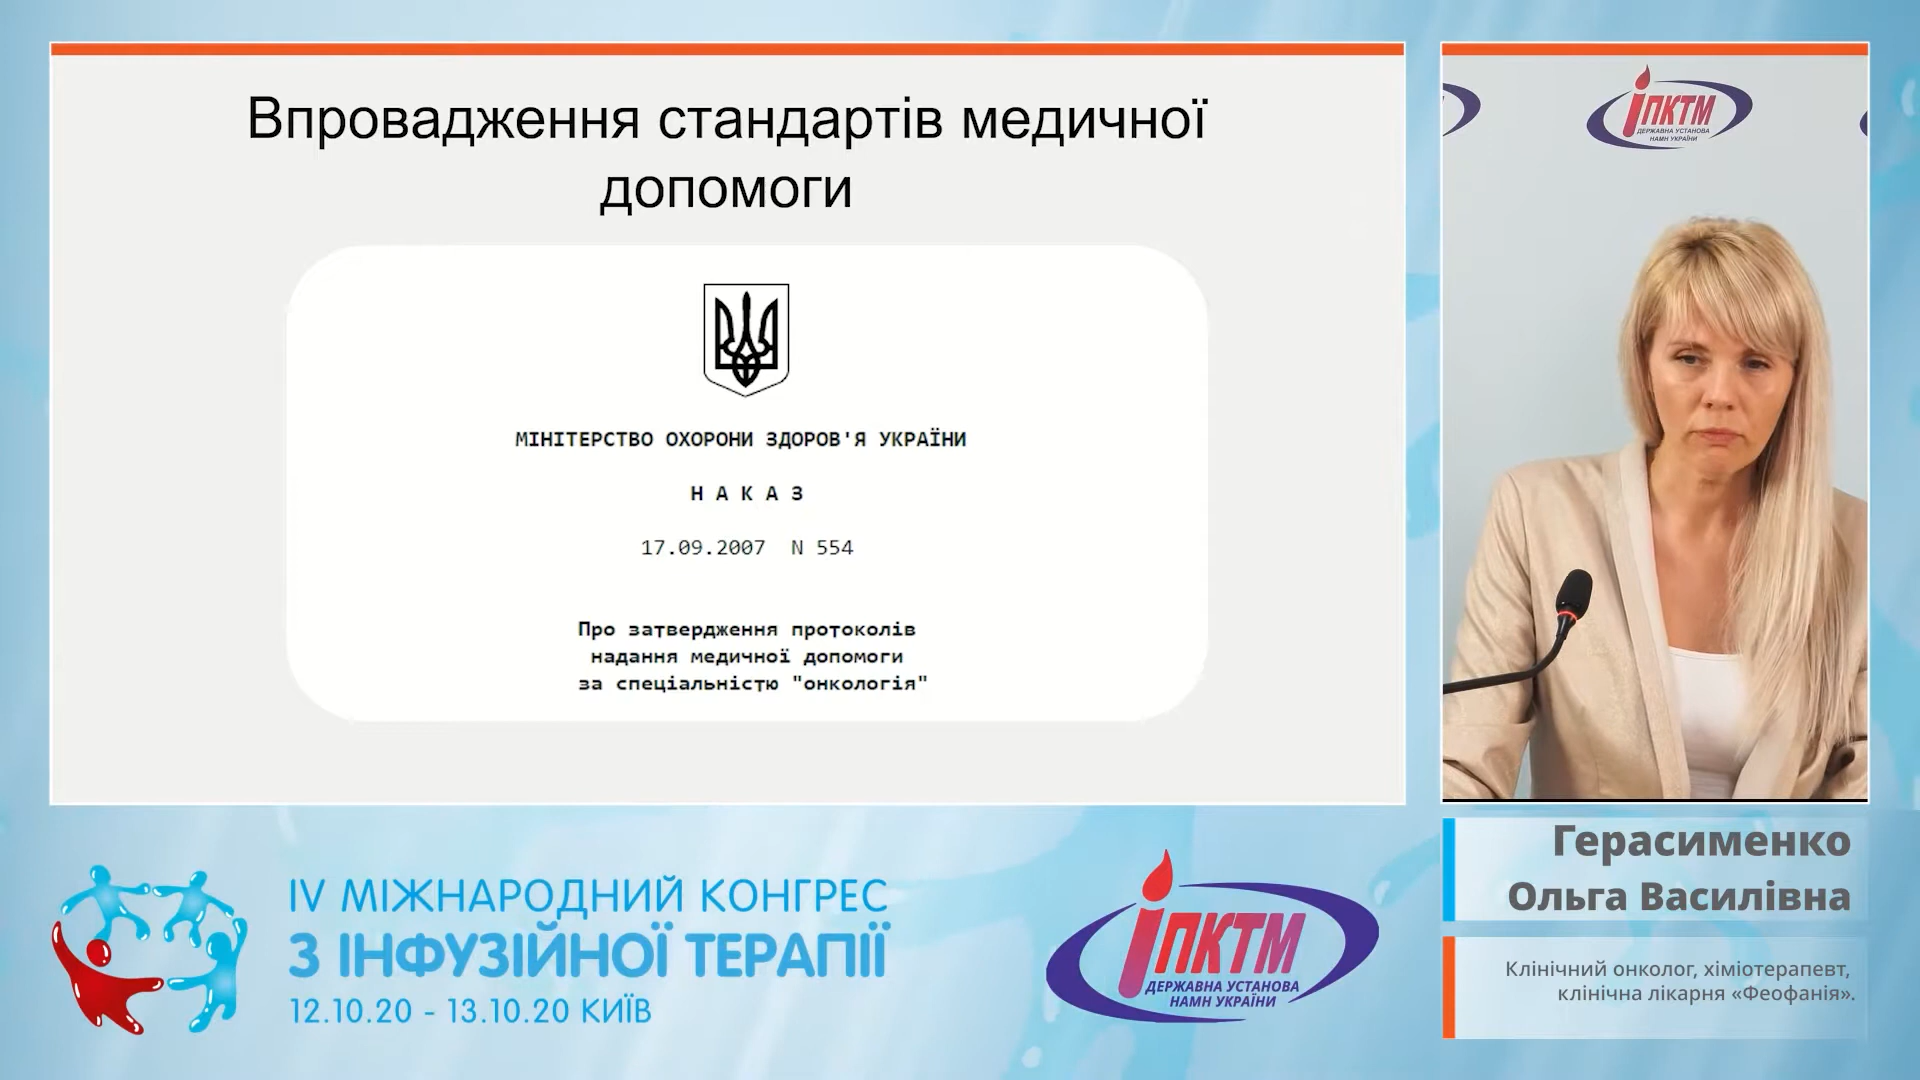 Впровадження стандартів медичної
допомоги
МІНІТЕРСТВО ОХОРОНИ ЗДОРОВ'Я УКРАЇНИ
Н А К А З
17.09.2007 N 554
Про затвердження протоколів
надання медичної допомоги
за спеціальністю "онкологія"
ІПКТМ
ДЕРЖАВНА УСТАНОВА
НАМН УКРАЇНИ
Герасименко
Ольга Василівна
Клінічний онколог, хіміотерапевт,
клінічна лікарня «Феофанія».
IV МІЖНАРОДНИЙ КОНГРЕС
З ІНФУЗІЙНОЇ ТЕРАПІЇ
12.10.20 - 13.10.20 КИЇВ
ІПКТМ
ДЕРЖАВНА УСТАНОВА
НАМН УКРАЇНИ